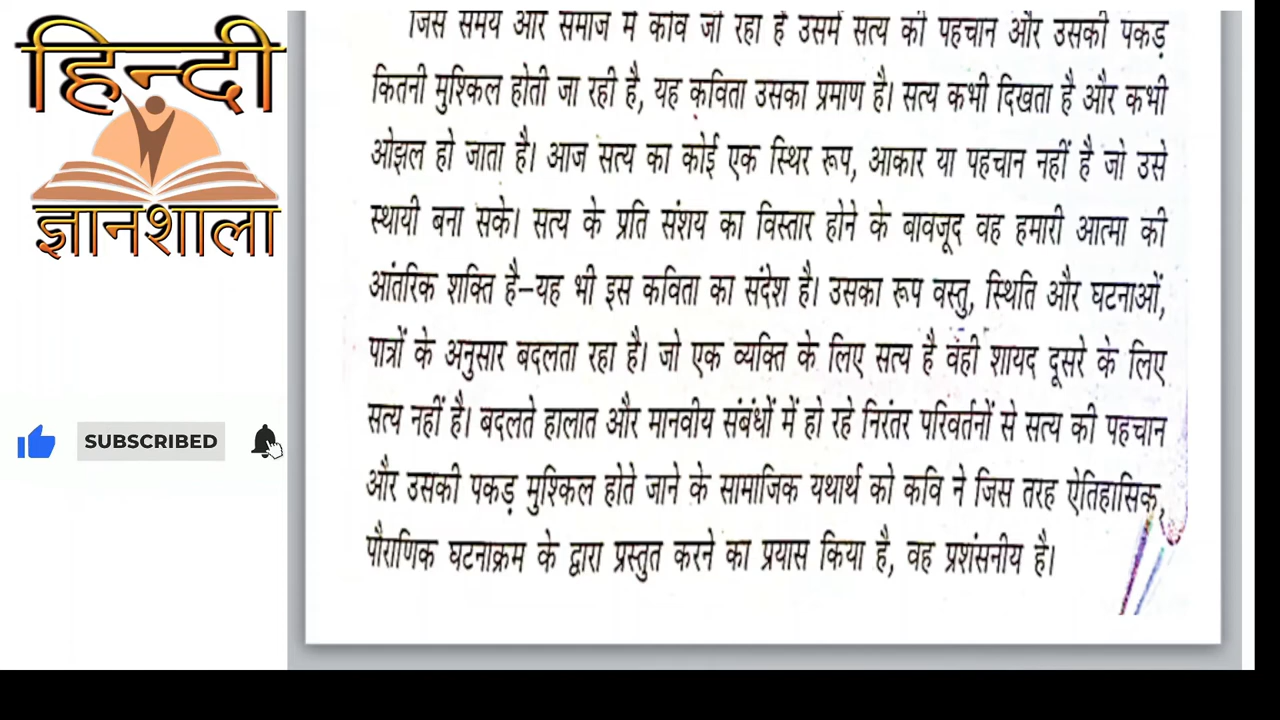 हिन्दी
ज्ञानशाला
SUBSCRIBED
जिस समय और समाज में कवि जी रहा है उसमें सत्य की पहचान और उसकी पकड़
कितनी मुश्किल होती जा रही है, यह कविता उसका प्रमाण है। सत्य कभी दिखता है और कभी
ओझल हो जाता है। आज सत्य का कोई एक स्थिर रूप, आकार या पहचान नहीं है जो उसे
स्थायी बना सके। सत्य के प्रति संशय का विस्तार होने के बावजूद वह हमारी आत्मा की
आंतरिक शक्ति है–यह भी इस कविता का संदेश है। उसका रूप वस्तु, स्थिति और घटनाओं,
पात्रों के अनुसार बदलता रहा है। जो एक व्यक्ति के लिए सत्य है वही शायद दूसरे के लिए
सत्य नहीं है। बदलते हालात और मानवीय संबंधों में हो रहे निरंतर परिवर्तनों से सत्य की पहचान
और उसकी पकड़ मुश्किल होते जाने के सामाजिक यथार्थ को कवि ने जिस तरह ऐतिहासिक,
पौराणिक घटनाक्रम के द्वारा प्रस्तुत करने का प्रयास किया है, वह प्रशंसनीय है।